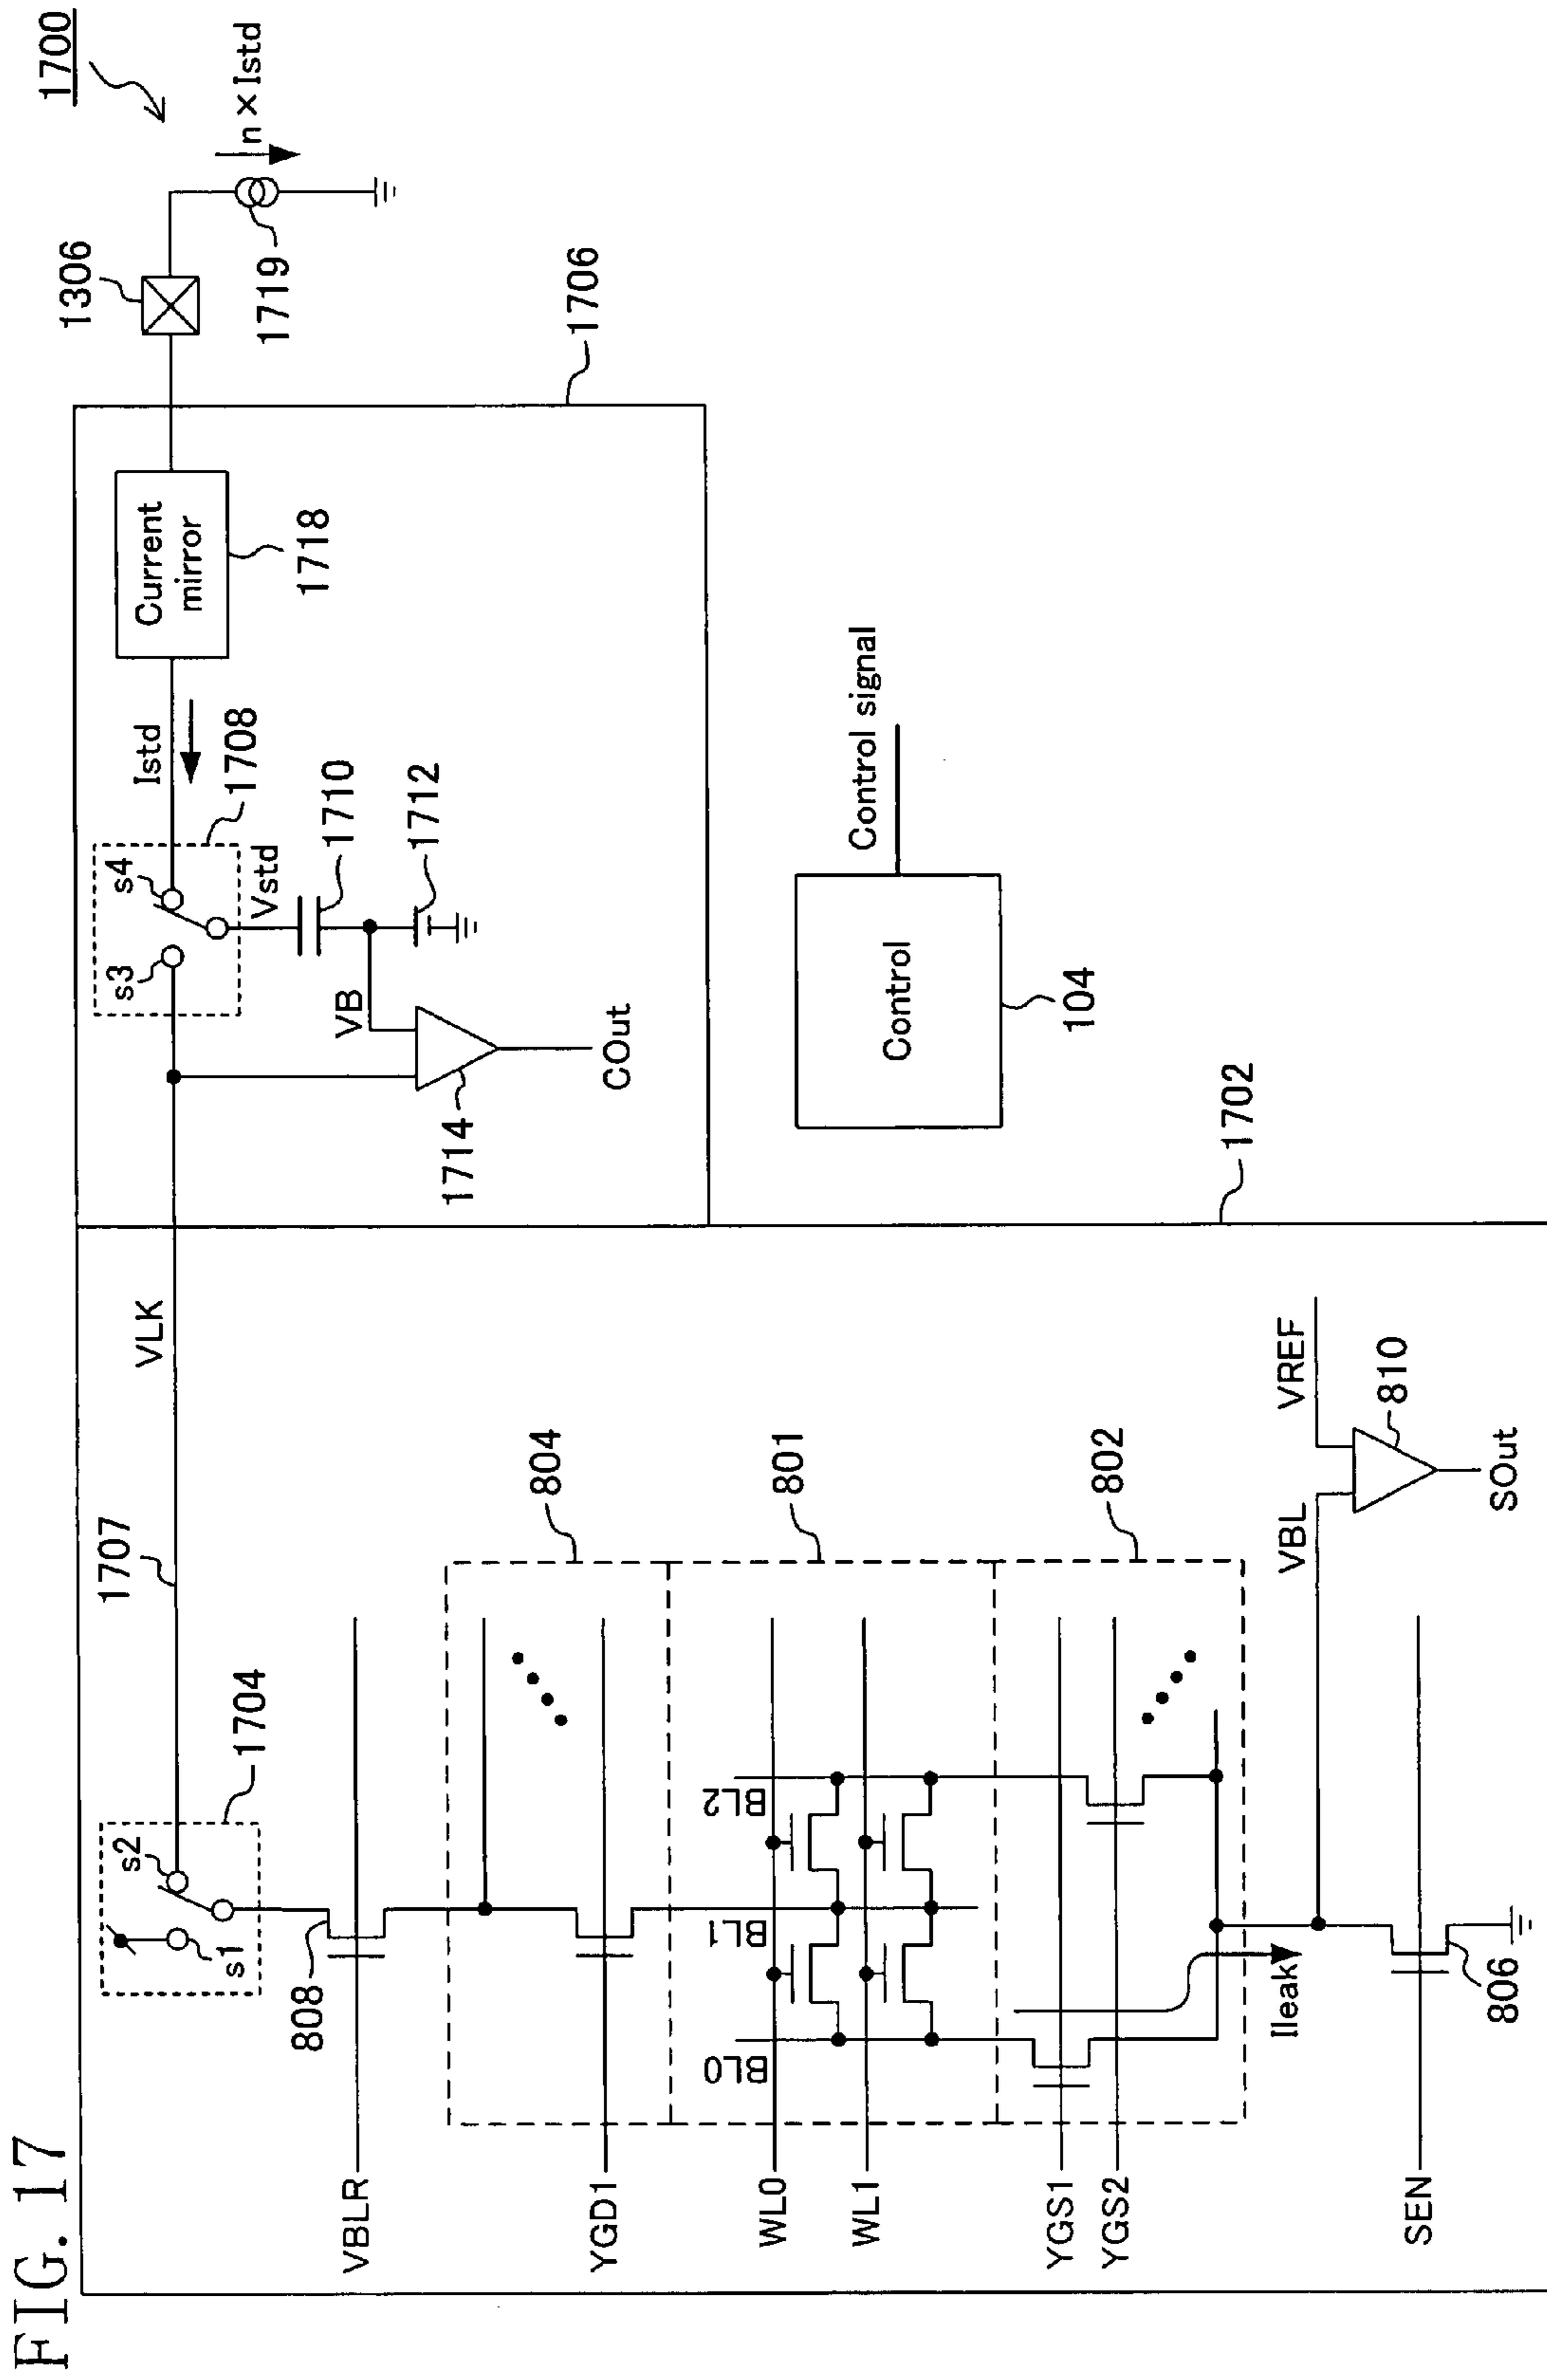 FIG. 17
1700
n × Istd
1306
1719
1706
Current
mirror
1718
Istd
1708
s4
s3
Vstd
1710
1712
VB
1714
COut
Control signal
Control
104
1702
VLK
1707
1704
s2
s1
808
VBLR
804
YGD1
801
BL2
BL1
BL0
WL0
WL1
802
YGS1
YGS2
Ileak
VREF
VBL
810
SOut
806
SEN